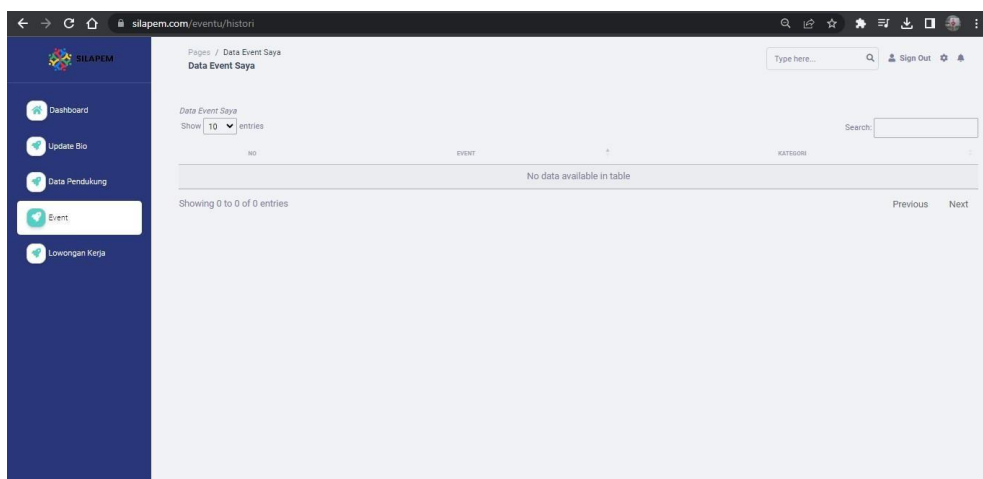 silapem.com/eventu/histori
SILAPEM
Pages / Data Event Saya
Data Event Saya
Type here...
Sign Out
Dashboard
Update Bio
Data Pendukung
Event
Lowongan Kerja
Data Event Saya
Show 10 entries
Search:
NO EVENT KATEGORI
No data available in table
Showing 0 to 0 of 0 entries
Previous Next